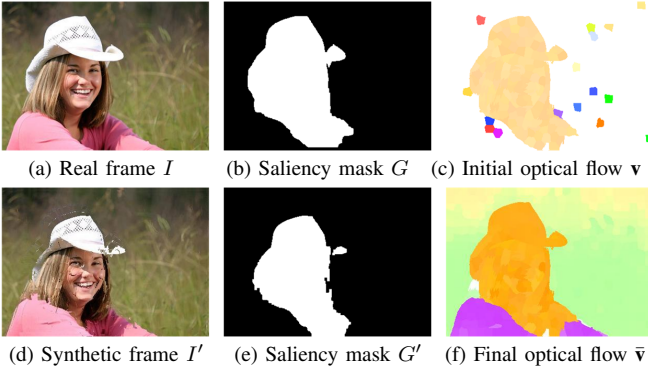 (a) Real frame I
(b) Saliency mask G
(c) Initial optical flow v
(d) Synthetic frame I′
(e) Saliency mask G′
(f) Final optical flow v̄